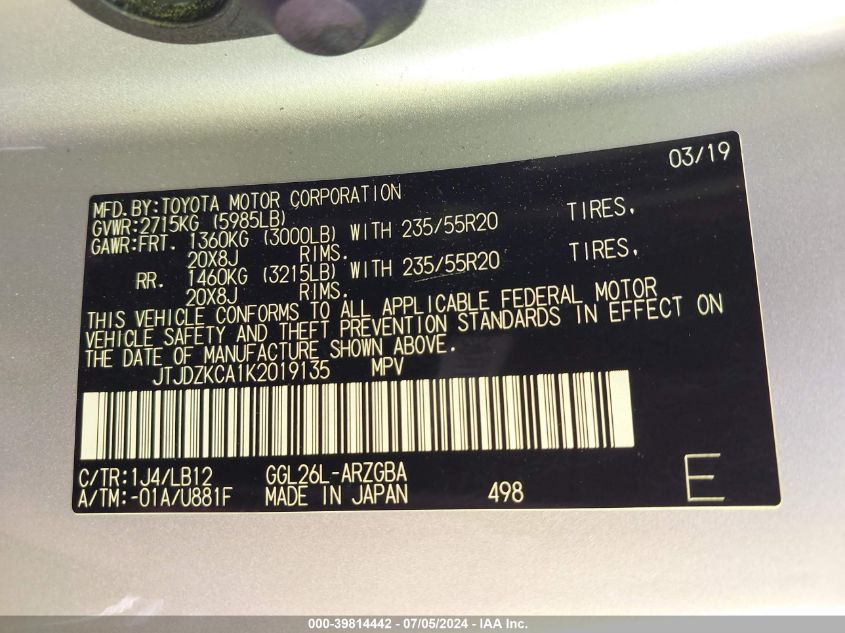 03/19
MFD.BY:TOYOTA MOTOR CORPORATION
GVWR:2715KG (5985LB)
GAWR:FRT. 1360KG (3000LB) WITH 235/55R20 TIRES,
20X8J RIMS.
RR. 1460KG (3215LB) WITH 235/55R20 TIRES,
20X8J RIMS.
THIS VEHICLE CONFORMS TO ALL APPLICABLE FEDERAL MOTOR
VEHICLE SAFETY AND THEFT PREVENTION STANDARDS IN EFFECT ON
THE DATE OF MANUFACTURE SHOWN ABOVE.
JTJDZKCA1K2019135 MPV
C/TR:1J4/LB12 GGL26L-ARZGBA
A/TM:-01A/U881F MADE IN JAPAN 498 E
000-39814442 - 07/05/2024 - IAA Inc.